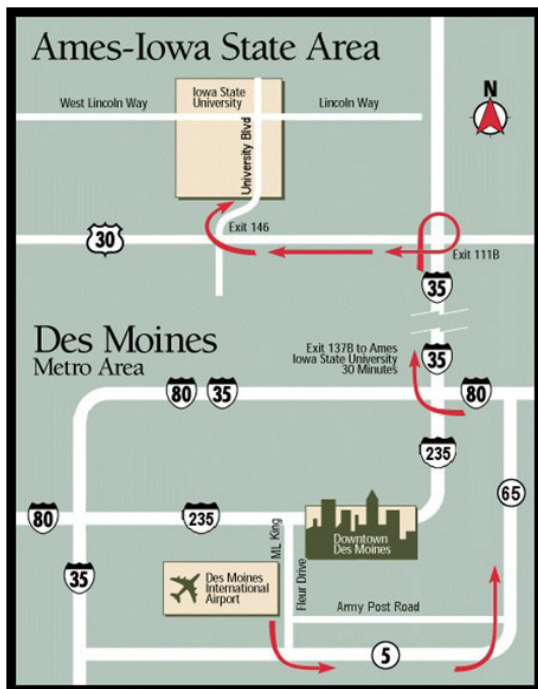 Ames-Iowa State Area
Iowa State
University
West Lincoln Way
Lincoln Way
N
University Blvd
Exit 146
30
Exit 111B
35
Des Moines
Metro Area
Exit 137B to Ames
Iowa State University
30 Minutes
35
80
35
80
235
65
80
235
ML King
Downtown
Des Moines
35
Des Moines
International
Airport
Fleur Drive
Army Post Road
5